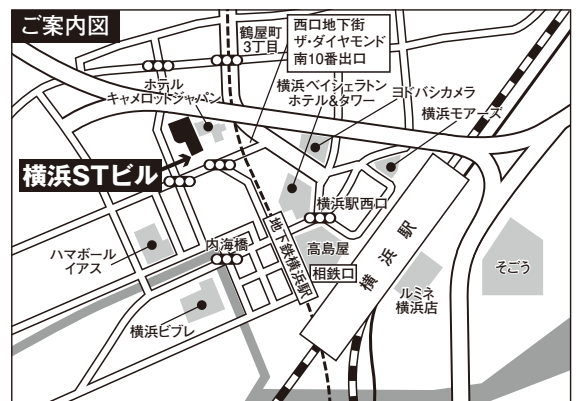 ご案内図
鶴屋町
3丁目
西口地下街
ザ・ダイヤモンド
南10番出口
ホテル
キャメロットジャパン
横浜ベイシェラトン
ホテル&タワー
ヨドバシカメラ
横浜モアーズ
横浜STビル
横浜駅西口
ハマボール
イアス
内海橋
地下鉄横浜駅
高島屋
相鉄口
横浜駅
そごう
ルミネ
横浜店
横浜ビブレ